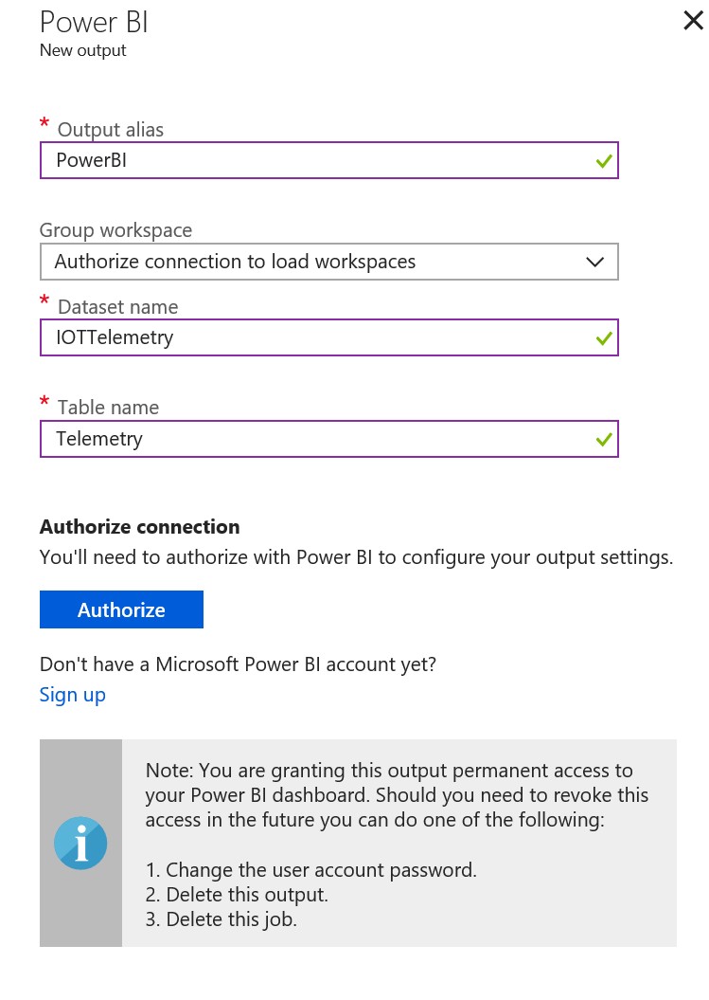 Power BI
New output
* Output alias
PowerBI
Group workspace
Authorize connection to load workspaces
* Dataset name
IOTTelemetry
* Table name
Telemetry
Authorize connection
You'll need to authorize with Power BI to configure your output settings.
Authorize
Don't have a Microsoft Power BI account yet?
Sign up
Note: You are granting this output permanent access to
your Power BI dashboard. Should you need to revoke this
access in the future you can do one of the following:
1. Change the user account password.
2. Delete this output.
3. Delete this job.